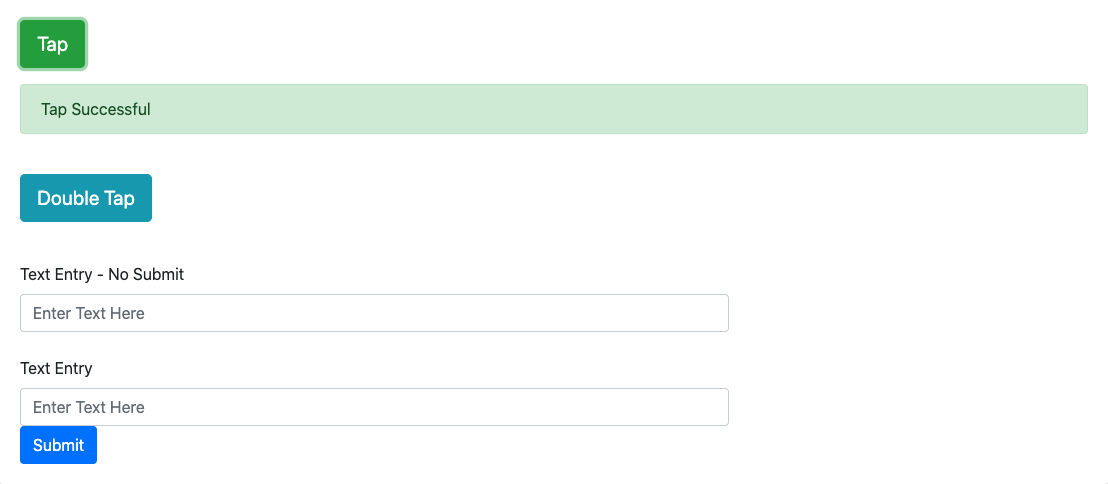 Tap
Tap Successful
Double Tap
Text Entry - No Submit
Enter Text Here
Text Entry
Enter Text Here
Submit